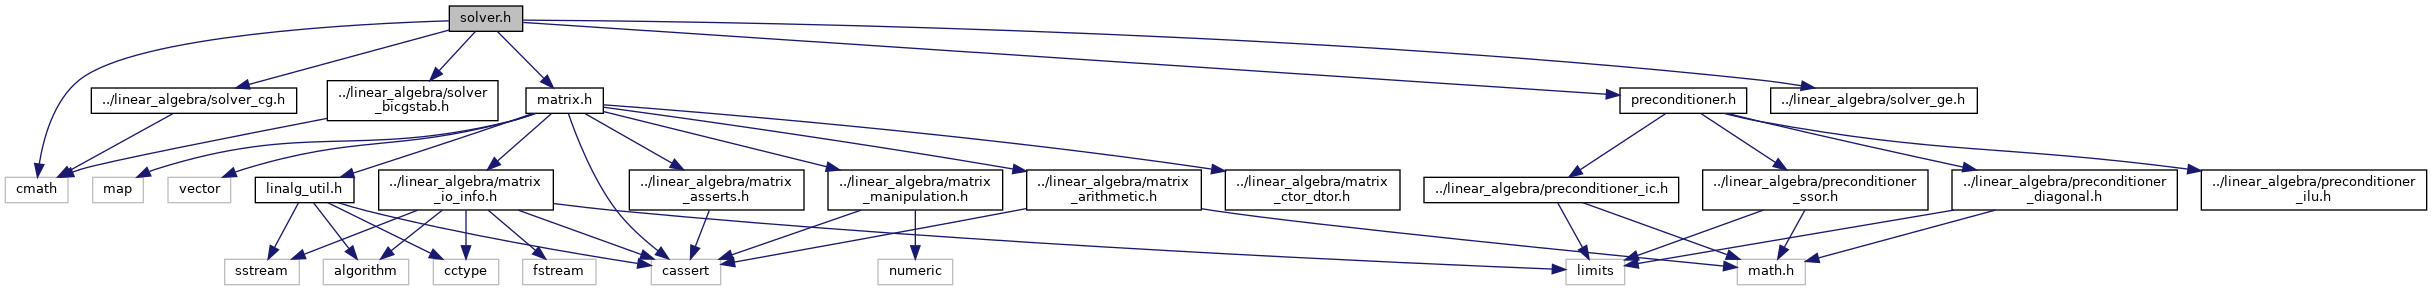 solver.h
../linear_algebra/solver_cg.h
../linear_algebra/solver
_bicgstab.h
matrix.h
preconditioner.h
../linear_algebra/solver_ge.h
cmath
map
vector
linalg_util.h
../linear_algebra/matrix
_io_info.h
../linear_algebra/matrix
_asserts.h
../linear_algebra/matrix
_manipulation.h
../linear_algebra/matrix
_arithmetic.h
../linear_algebra/matrix
_ctor_dtor.h
../linear_algebra/preconditioner_ic.h
../linear_algebra/preconditioner
_ssor.h
../linear_algebra/preconditioner
_diagonal.h
../linear_algebra/preconditioner
_ilu.h
sstream
algorithm
cctype
fstream
cassert
numeric
limits
math.h